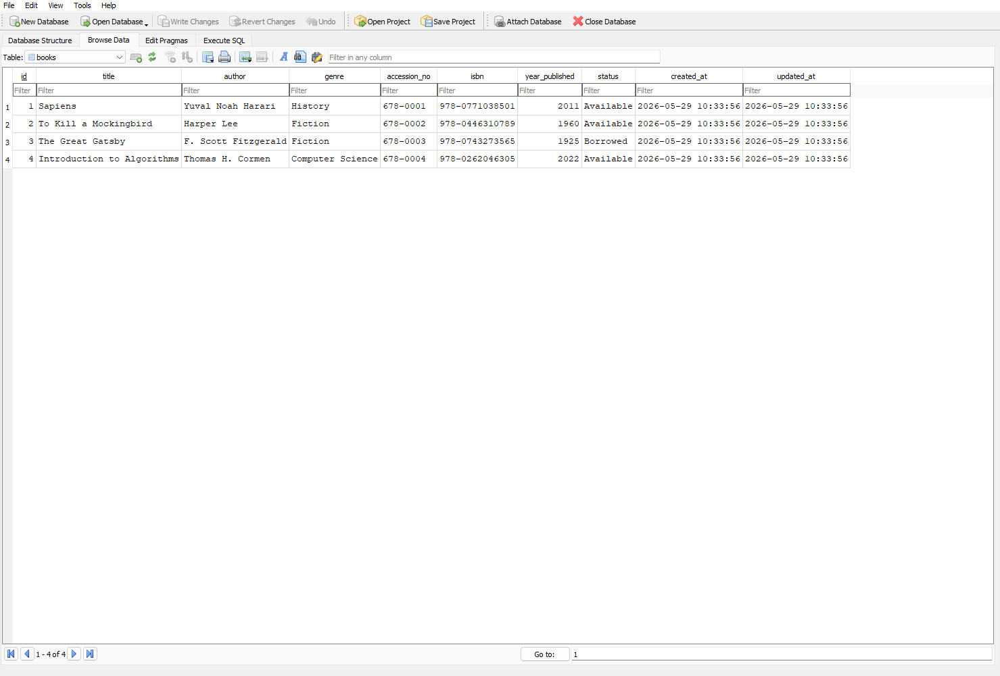 File Edit View Tools Help
New Database Open Database Write Changes Revert Changes Undo Open Project Save Project Attach Database Close Database
Database Structure Browse Data Edit Pragmas Execute SQL
Table: books Filter in any column
id title author genre accession_no isbn year_published status created_at updated_at
Filter Filter Filter Filter Filter Filter Filter Filter Filter Filter
1 1 Sapiens Yuval Noah Harari History 678-0001 978-0771038501 2011 Available 2026-05-29 10:33:56 2026-05-29 10:33:56
2 2 To Kill a Mockingbird Harper Lee Fiction 678-0002 978-0446310789 1960 Available 2026-05-29 10:33:56 2026-05-29 10:33:56
3 3 The Great Gatsby F. Scott Fitzgerald Fiction 678-0003 978-0743273565 1925 Borrowed 2026-05-29 10:33:56 2026-05-29 10:33:56
4 4 Introduction to Algorithms Thomas H. Cormen Computer Science 678-0004 978-0262046305 2022 Available 2026-05-29 10:33:56 2026-05-29 10:33:56
1 - 4 of 4 Go to: 1